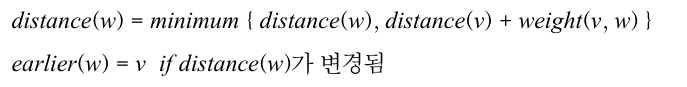 distance(w) = minimum { distance(w), distance(v) + weight(v, w) }
earlier(w) = v if distance(w)가 변경됨